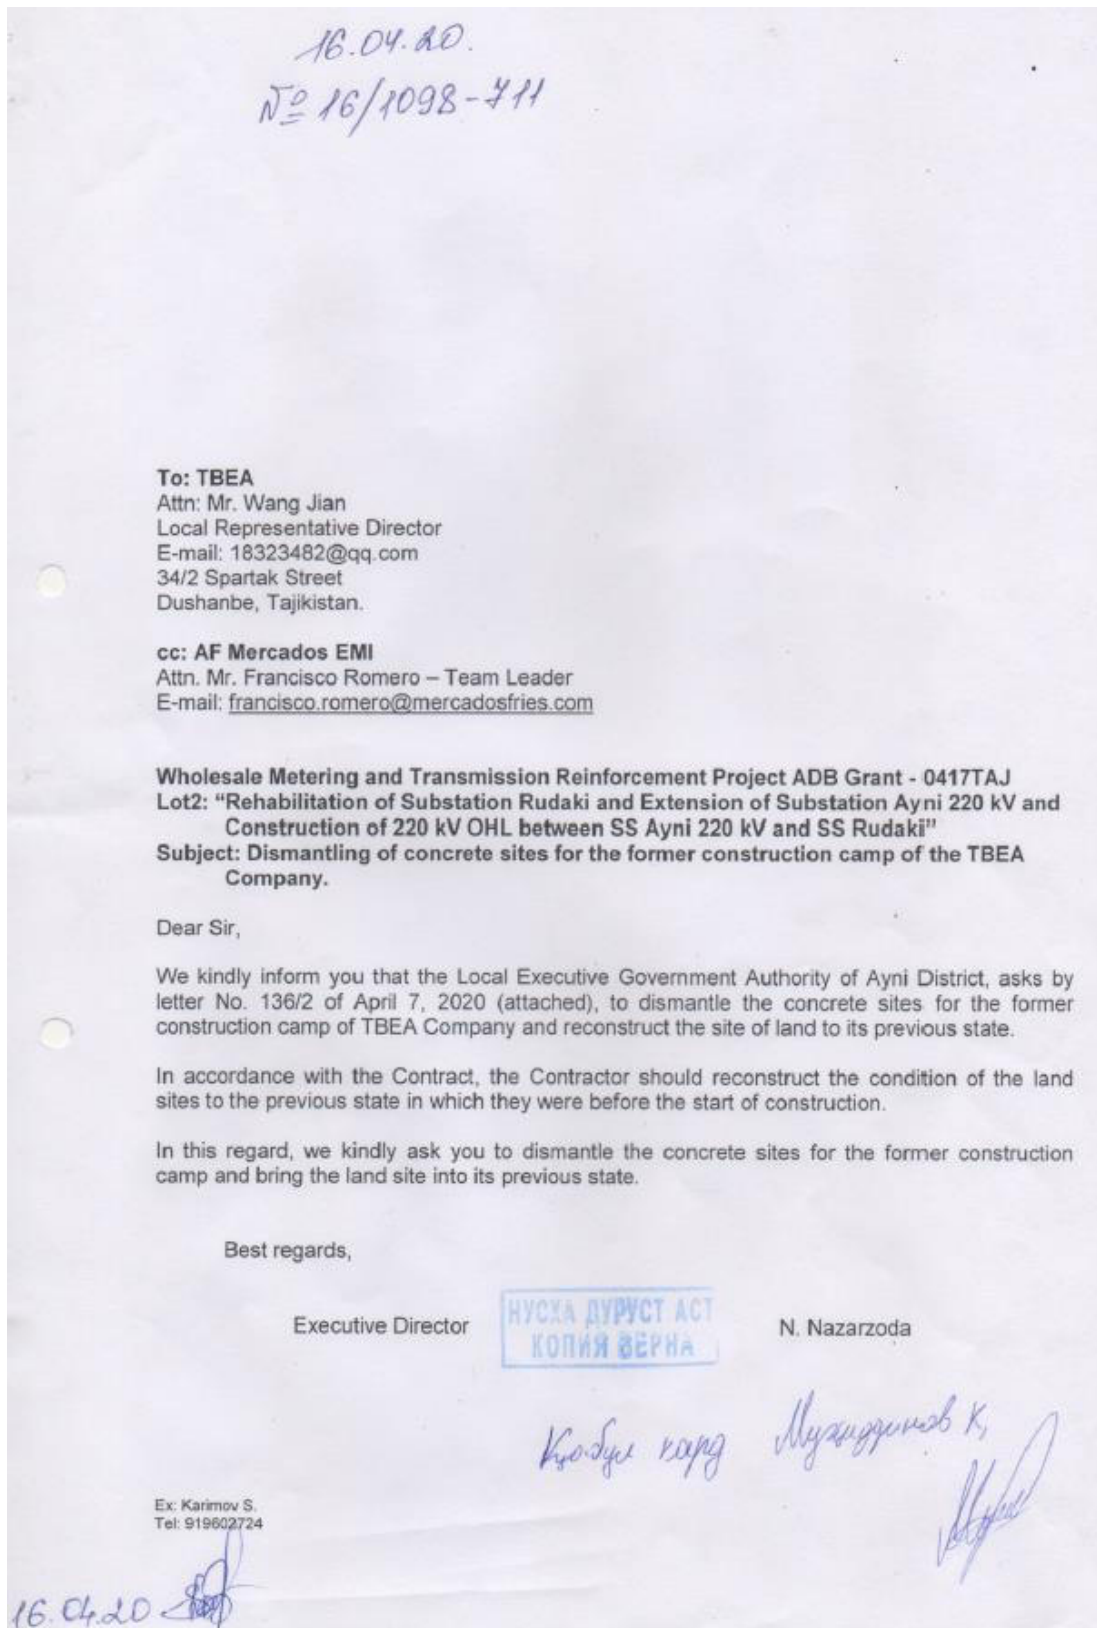 16.04.20.
№ 16/1098-711
To: TBEA
Attn: Mr. Wang Jian
Local Representative Director
E-mail: 18323482@qq.com
34/2 Spartak Street
Dushanbe, Tajikistan.
cc: AF Mercados EMI
Attn. Mr. Francisco Romero – Team Leader
E-mail: francisco.romero@mercadosfries.com
Wholesale Metering and Transmission Reinforcement Project ADB Grant - 0417TAJ
Lot2: “Rehabilitation of Substation Rudaki and Extension of Substation Ayni 220 kV and
Construction of 220 kV OHL between SS Ayni 220 kV and SS Rudaki”
Subject: Dismantling of concrete sites for the former construction camp of the TBEA
Company.
Dear Sir,
We kindly inform you that the Local Executive Government Authority of Ayni District, asks by
letter No. 136/2 of April 7, 2020 (attached), to dismantle the concrete sites for the former
construction camp of TBEA Company and reconstruct the site of land to its previous state.
In accordance with the Contract, the Contractor should reconstruct the condition of the land
sites to the previous state in which they were before the start of construction.
In this regard, we kindly ask you to dismantle the concrete sites for the former construction
camp and bring the land site into its previous state.
Best regards,
Executive Director
НУСХА ДУРУСТ АСТ
КОПИЯ ВЕРНА
N. Nazarzoda
кард Мухиддинов К,
Ex: Karimov S.
Tel: 919602724
16.04.20